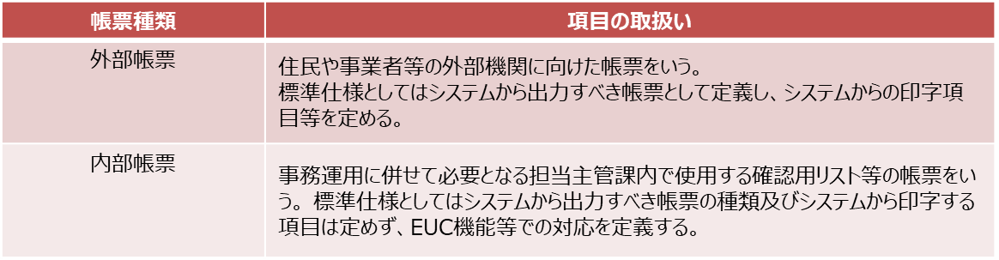 帳票種類
項目の取扱い
外部帳票
住民や事業者等の外部機関に向けた帳票をいう。
標準仕様としてはシステムから出力すべき帳票として定義し、システムからの印字項
目等を定める。
内部帳票
事務運用に併せて必要となる担当主管課内で使用する確認用リスト等の帳票をい
う。標準仕様としてはシステムから出力すべき帳票の種類及びシステムから印字する
項目は定めず、EUC機能等での対応を定義する。